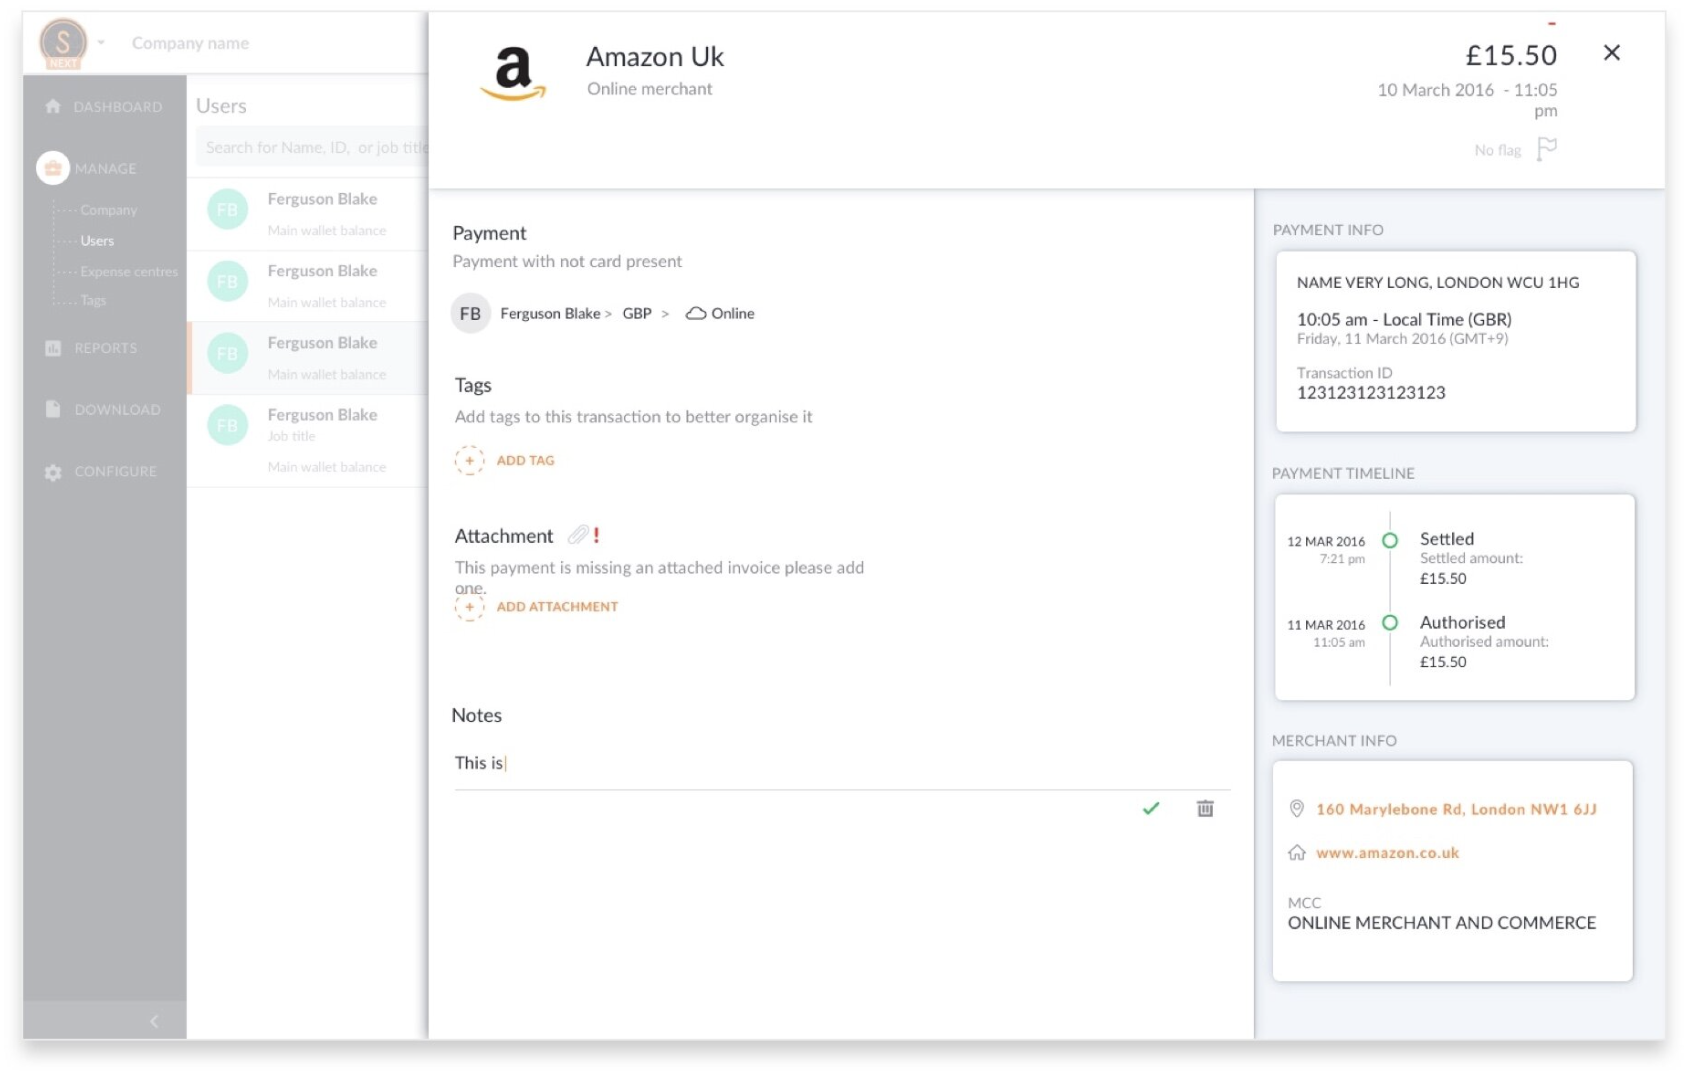 S
NEXT
Company name
DASHBOARD
MANAGE
Company
Users
Expense centres
Tags
REPORTS
DOWNLOAD
CONFIGURE
Users
Search for Name, ID, or job title
FB
Ferguson Blake
Main wallet balance
FB
Ferguson Blake
Main wallet balance
FB
Ferguson Blake
Main wallet balance
FB
Ferguson Blake
Job title
Main wallet balance
a
Amazon Uk
Online merchant
-
£15.50
10 March 2016 - 11:05
pm
No flag
Payment
Payment with not card present
FB Ferguson Blake > GBP > Online
Tags
Add tags to this transaction to better organise it
+ ADD TAG
Attachment !
This payment is missing an attached invoice please add
one.
+ ADD ATTACHMENT
Notes
This is
PAYMENT INFO
NAME VERY LONG, LONDON WCU 1HG
10:05 am - Local Time (GBR)
Friday, 11 March 2016 (GMT+9)
Transaction ID
123123123123123
PAYMENT TIMELINE
12 MAR 2016
7:21 pm
Settled
Settled amount:
£15.50
11 MAR 2016
11:05 am
Authorised
Authorised amount:
£15.50
MERCHANT INFO
160 Marylebone Rd, London NW1 6JJ
www.amazon.co.uk
MCC
ONLINE MERCHANT AND COMMERCE